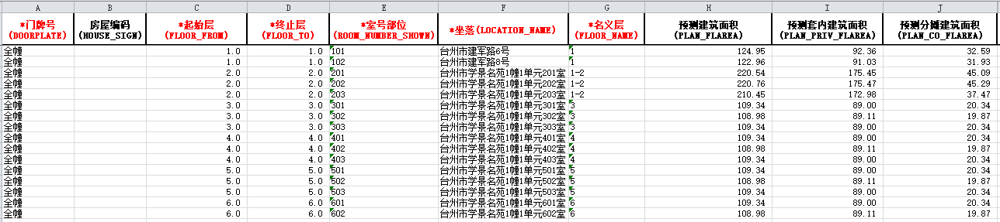 A B C D E F G H I J
*门牌号 房屋编码 *起始层 *终止层 *室号部位 *坐落(LOCATION_NAME) *名义层 预测建筑面积 预测套内建筑面积 预测分摊建筑面积
(DOORPLATE) (HOUSE_SIGN) (FLOOR_FROM) (FLOOR_TO) (ROOM_NUMBER_SHOWN) (FLOOR_NAME) (PLAN_FLAREA) (PLAN_PRIV_FLAREA) (PLAN_CO_FLAREA)
全幢 1.0 1.0 101 台州市建军路6号 1 124.95 92.36 32.59
全幢 1.0 1.0 102 台州市建军路8号 1 122.96 91.03 31.93
全幢 2.0 2.0 201 台州市学景名苑1幢1单元201室 1-2 220.54 175.45 45.09
全幢 2.0 2.0 202 台州市学景名苑1幢1单元202室 1-2 220.76 175.47 45.29
全幢 2.0 2.0 203 台州市学景名苑1幢1单元203室 1-2 210.45 172.98 37.47
全幢 3.0 3.0 301 台州市学景名苑1幢1单元301室 3 109.34 89.00 20.34
全幢 3.0 3.0 302 台州市学景名苑1幢1单元302室 3 108.98 89.11 19.87
全幢 3.0 3.0 303 台州市学景名苑1幢1单元303室 3 109.34 89.00 20.34
全幢 4.0 4.0 401 台州市学景名苑1幢1单元401室 4 109.34 89.00 20.34
全幢 4.0 4.0 402 台州市学景名苑1幢1单元402室 4 108.98 89.11 19.87
全幢 4.0 4.0 403 台州市学景名苑1幢1单元403室 4 109.34 89.00 20.34
全幢 5.0 5.0 501 台州市学景名苑1幢1单元501室 5 109.34 89.00 20.34
全幢 5.0 5.0 502 台州市学景名苑1幢1单元502室 5 108.98 89.11 19.87
全幢 5.0 5.0 503 台州市学景名苑1幢1单元503室 5 109.34 89.00 20.34
全幢 6.0 6.0 601 台州市学景名苑1幢1单元601室 6 109.34 89.00 20.34
全幢 6.0 6.0 602 台州市学景名苑1幢1单元602室 6 108.98 89.11 19.87